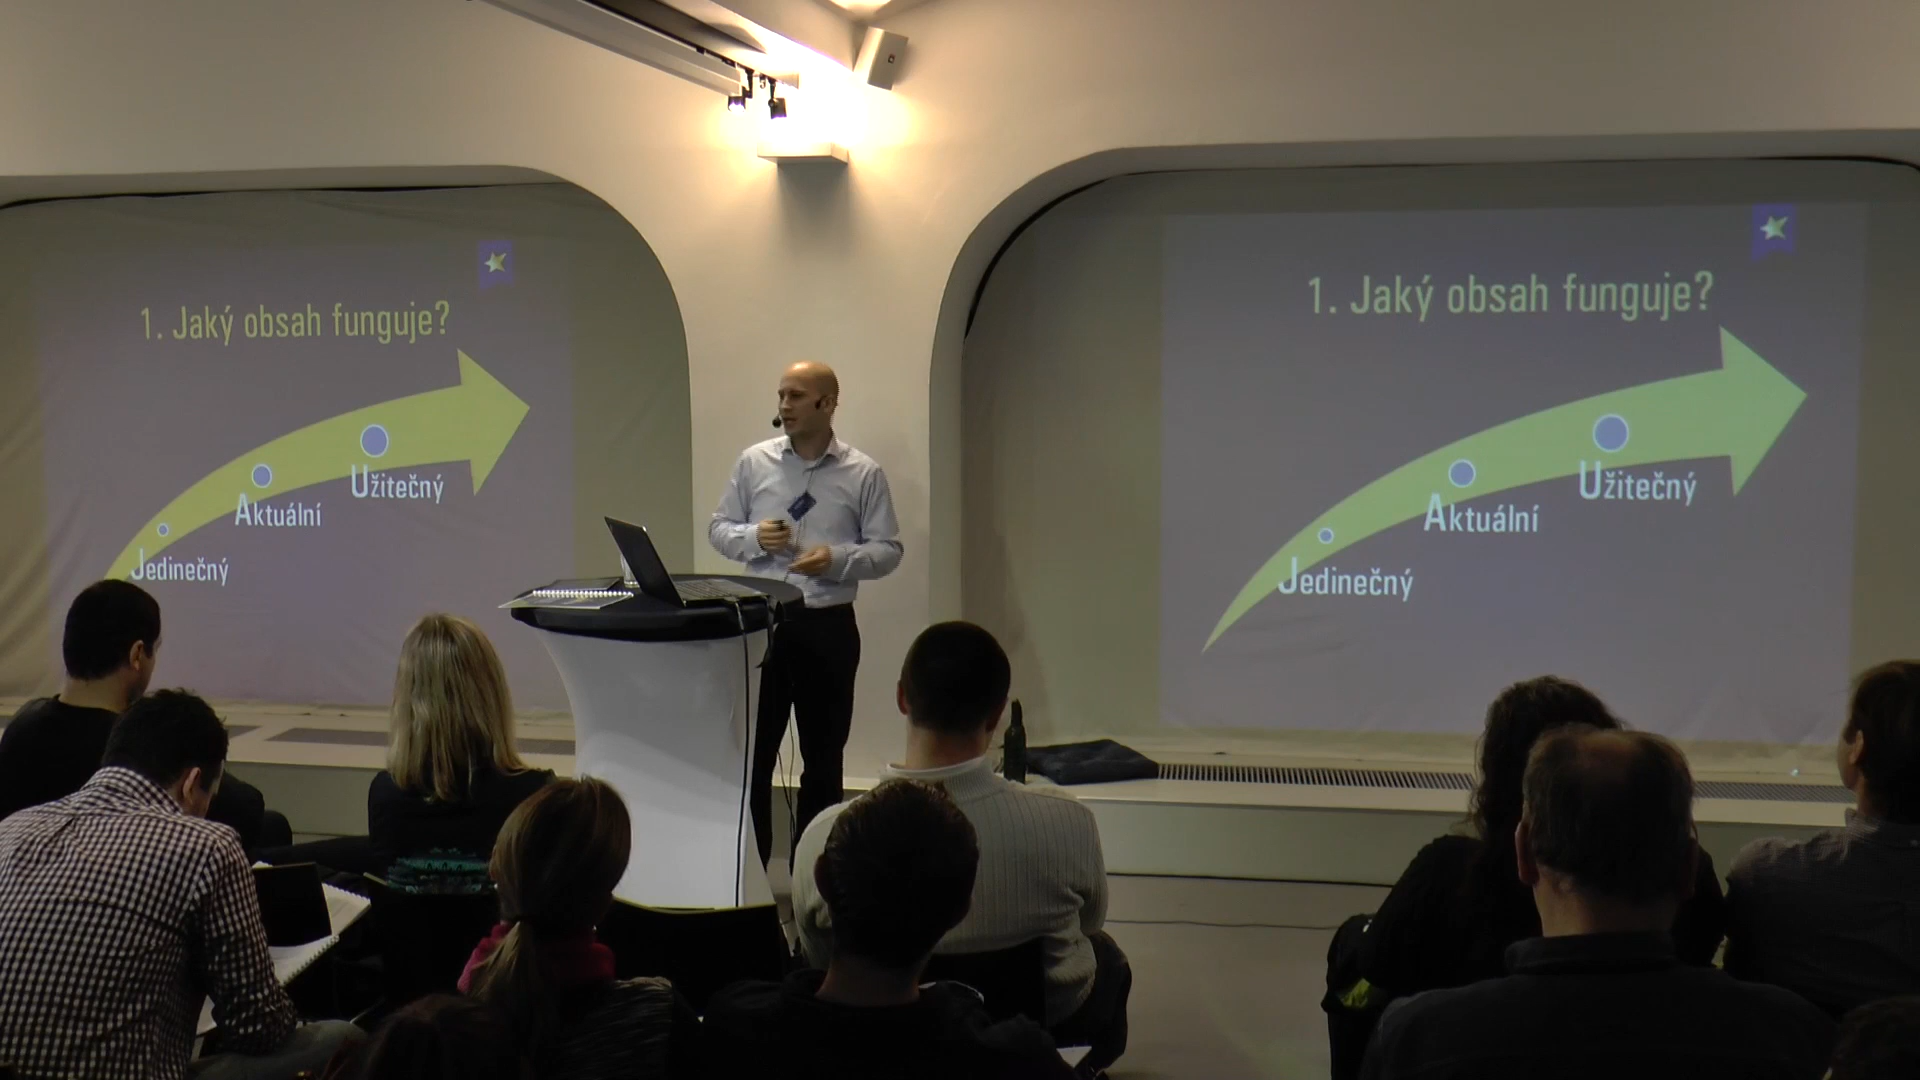 1. Jaký obsah funguje?
Užitečný
Aktuální
Jedinečný
1. Jaký obsah funguje?
Užitečný
Aktuální
Jedinečný